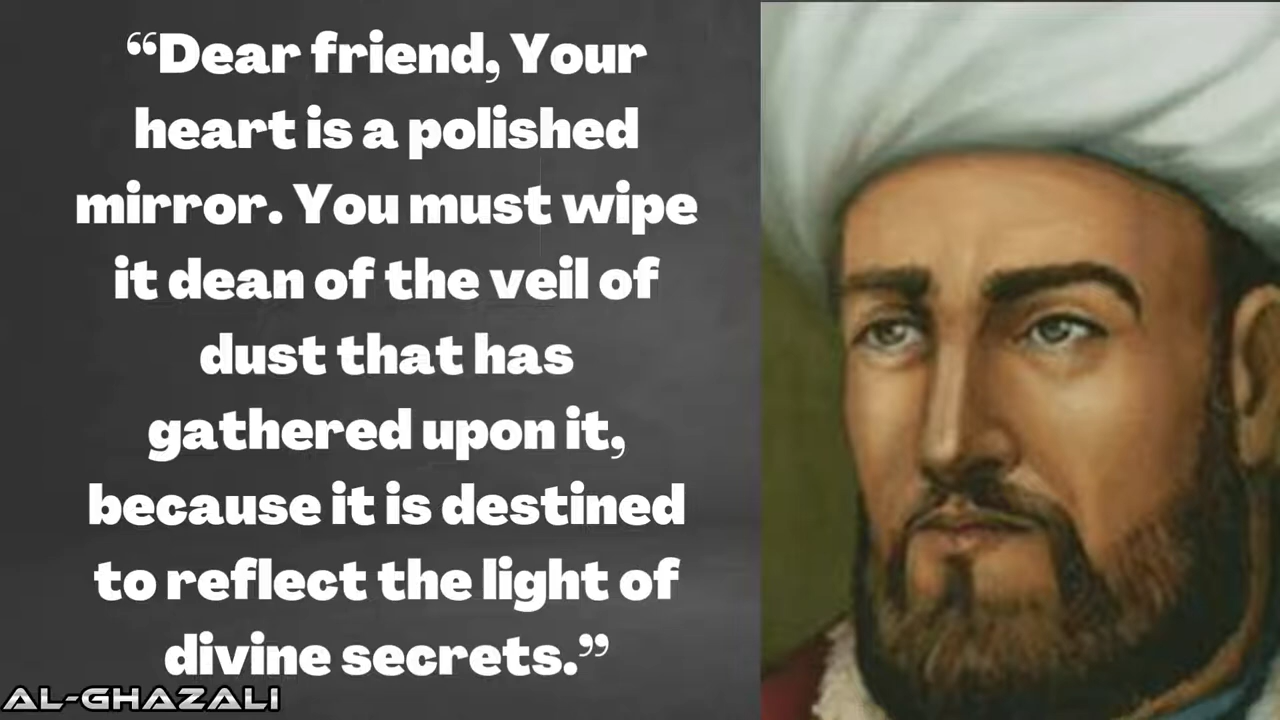 “Dear friend, Your
heart is a polished
mirror. You must wipe
it dean of the veil of
dust that has
gathered upon it,
because it is destined
to reflect the light of
divine secrets.”
AL-GHAZALI